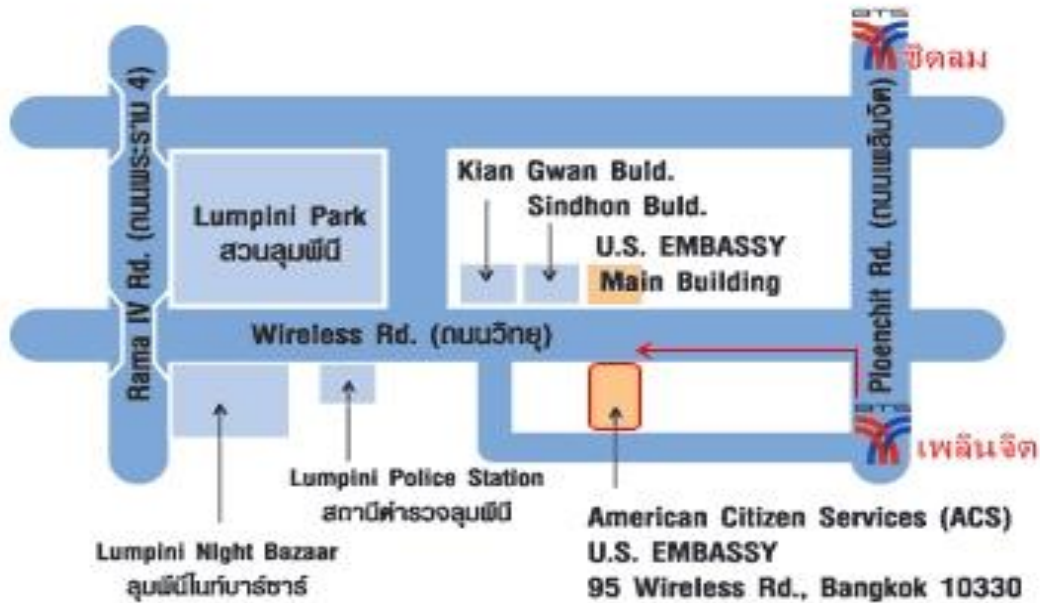 BTS
ชิดลม
Rama IV Rd. (ถนนพระราม 4)
Ploenchit Rd. (ถนนเพลินจิต)
Kian Gwan Buld.
Sindhon Buld.
Lumpini Park
สวนลุมพินี
U.S. EMBASSY
Main Building
Wireless Rd. (ถนนวิทยุ)
BTS
เพลินจิต
Lumpini Police Station
สถานีตำรวจลุมพินี
American Citizen Services (ACS)
U.S. EMBASSY
95 Wireless Rd., Bangkok 10330
Lumpini Night Bazaar
ลุมพินีไนท์บาร์ซาร์